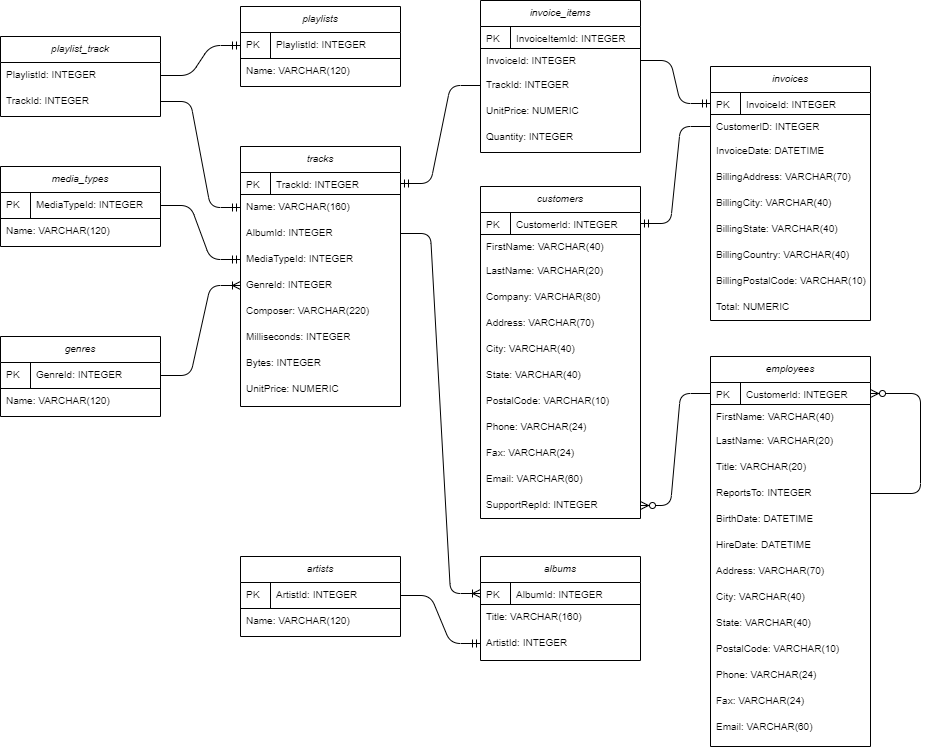 playlist_track
PlaylistId: INTEGER
TrackId: INTEGER
playlists
PK PlaylistId: INTEGER
Name: VARCHAR(120)
media_types
PK MediaTypeId: INTEGER
Name: VARCHAR(120)
genres
PK GenreId: INTEGER
Name: VARCHAR(120)
tracks
PK TrackId: INTEGER
Name: VARCHAR(160)
AlbumId: INTEGER
MediaTypeId: INTEGER
GenreId: INTEGER
Composer: VARCHAR(220)
Milliseconds: INTEGER
Bytes: INTEGER
UnitPrice: NUMERIC
artists
PK ArtistId: INTEGER
Name: VARCHAR(120)
invoice_items
PK InvoiceItemId: INTEGER
InvoiceId: INTEGER
TrackId: INTEGER
UnitPrice: NUMERIC
Quantity: INTEGER
customers
PK CustomerId: INTEGER
FirstName: VARCHAR(40)
LastName: VARCHAR(20)
Company: VARCHAR(80)
Address: VARCHAR(70)
City: VARCHAR(40)
State: VARCHAR(40)
PostalCode: VARCHAR(10)
Phone: VARCHAR(24)
Fax: VARCHAR(24)
Email: VARCHAR(60)
SupportRepId: INTEGER
albums
PK AlbumId: INTEGER
Title: VARCHAR(160)
ArtistId: INTEGER
invoices
PK InvoiceId: INTEGER
CustomerID: INTEGER
InvoiceDate: DATETIME
BillingAddress: VARCHAR(70)
BillingCity: VARCHAR(40)
BillingState: VARCHAR(40)
BillingCountry: VARCHAR(40)
BillingPostalCode: VARCHAR(10)
Total: NUMERIC
employees
PK CustomerId: INTEGER
FirstName: VARCHAR(40)
LastName: VARCHAR(20)
Title: VARCHAR(20)
ReportsTo: INTEGER
BirthDate: DATETIME
HireDate: DATETIME
Address: VARCHAR(70)
City: VARCHAR(40)
State: VARCHAR(40)
PostalCode: VARCHAR(10)
Phone: VARCHAR(24)
Fax: VARCHAR(24)
Email: VARCHAR(60)